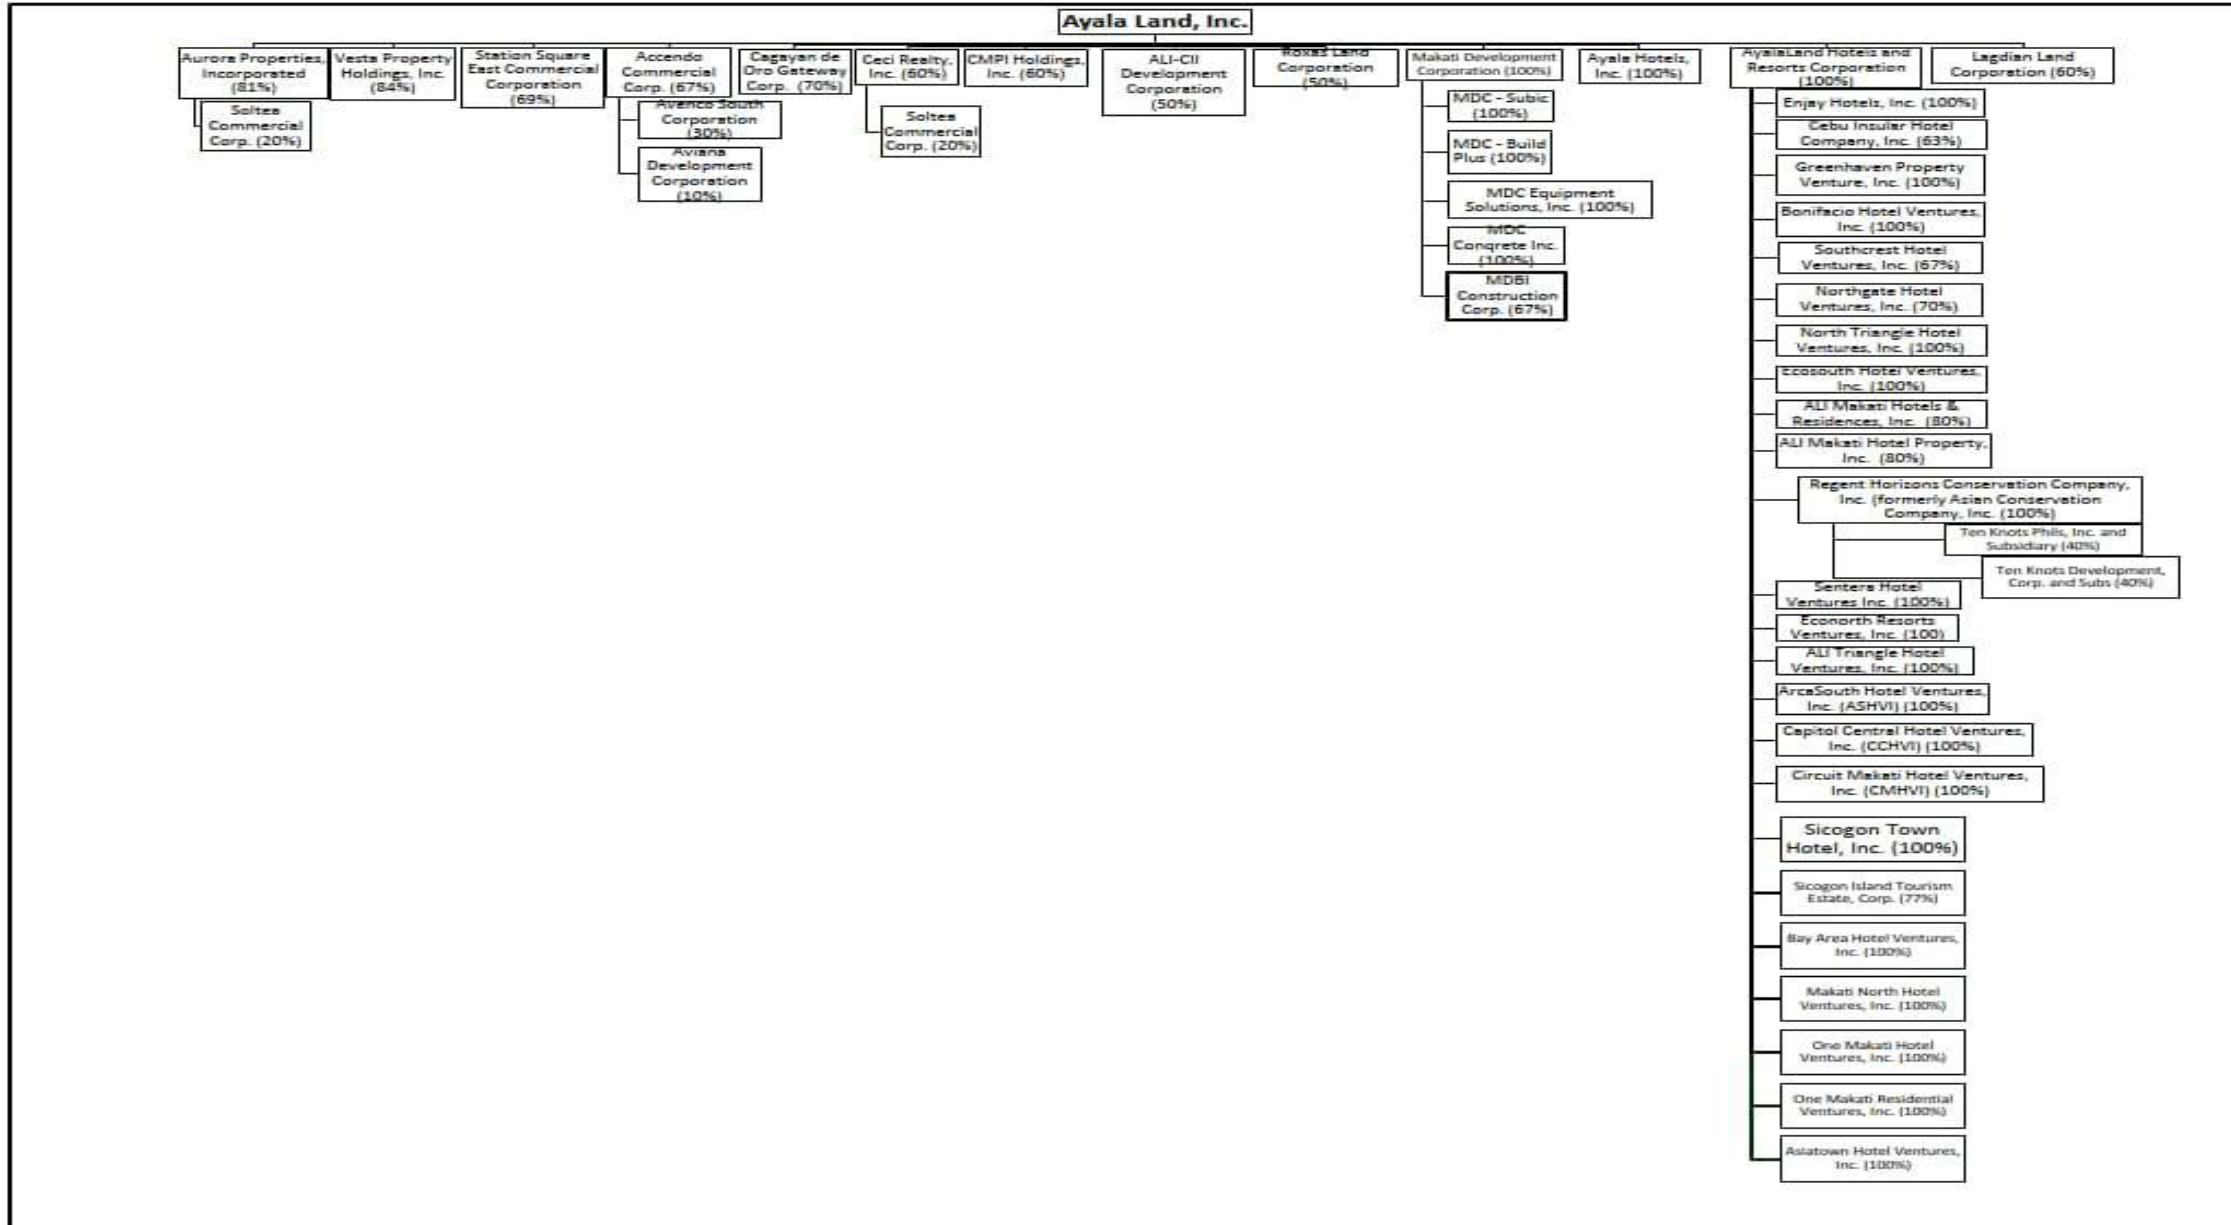 Ayala Land, Inc.
Aurora Properties,
Incorporated
(81%)
Soltea
Commercial
Corp. (20%)
Vesta Property
Holdings, Inc.
(84%)
Station Square
East Commercial
Corporation
(69%)
Accendo
Commercial
Corp. (67%)
Avenco South
Corporation
(30%)
Aviana
Development
Corporation
(10%)
Cagayan de
Oro Gateway
Corp. (70%)
Ceci Realty,
Inc. (60%)
Soltea
Commercial
Corp. (20%)
CMPI Holdings,
Inc. (60%)
ALI-CII
Development
Corporation
(50%)
Roxas Land
Corporation
(50%)
Makati Development
Corporation (100%)
MDC - Subic
(100%)
MDC - Build
Plus (100%)
MDC Equipment
Solutions, Inc. (100%)
MDC
Conqrete Inc.
(100%)
MDBI
Construction
Corp. (67%)
Ayala Hotels,
Inc. (100%)
AyalaLand Hotels and
Resorts Corporation
(100%)
Enjay Hotels, Inc. (100%)
Cebu Insular Hotel
Company, Inc. (63%)
Greenhaven Property
Venture, Inc. (100%)
Bonifacio Hotel Ventures,
Inc. (100%)
Southcrest Hotel
Ventures, Inc. (67%)
Northgate Hotel
Ventures, Inc. (70%)
North Triangle Hotel
Ventures, Inc. (100%)
Ecosouth Hotel Ventures,
Inc. (100%)
ALI Makati Hotels &
Residences, Inc. (80%)
ALI Makati Hotel Property,
Inc. (80%)
Regent Horizons Conservation Company,
Inc. (formerly Asian Conservation
Company, Inc. (100%)
Ten Knots Phils, Inc. and
Subsidiary (40%)
Ten Knots Development,
Corp. and Subs (40%)
Sentera Hotel
Ventures Inc. (100%)
Econorth Resorts
Ventures, Inc. (100)
ALI Triangle Hotel
Ventures, Inc. (100%)
ArcaSouth Hotel Ventures,
Inc. (ASHVI) (100%)
Capitol Central Hotel Ventures,
Inc. (CCHVI) (100%)
Circuit Makati Hotel Ventures,
Inc. (CMHVI) (100%)
Sicogon Town
Hotel, Inc. (100%)
Sicogon Island Tourism
Estate, Corp. (77%)
Bay Area Hotel Ventures,
Inc. (100%)
Makati North Hotel
Ventures, Inc. (100%)
One Makati Hotel
Ventures, Inc. (100%)
One Makati Residential
Ventures, Inc. (100%)
Asiatown Hotel Ventures,
Inc. (100%)
Lagdian Land
Corporation (60%)